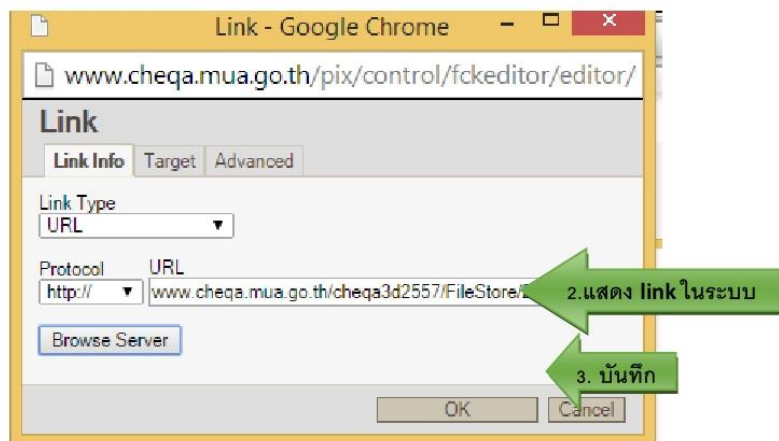 Link - Google Chrome
www.cheqa.mua.go.th/pix/control/fckeditor/editor/
Link
Link Info Target Advanced
Link Type
URL
Protocol URL
http:// www.cheqa.mua.go.th/cheqa3d2557/FileStore/
2.แสดง link ในระบบ
Browse Server
3. บันทึก
OK Cancel